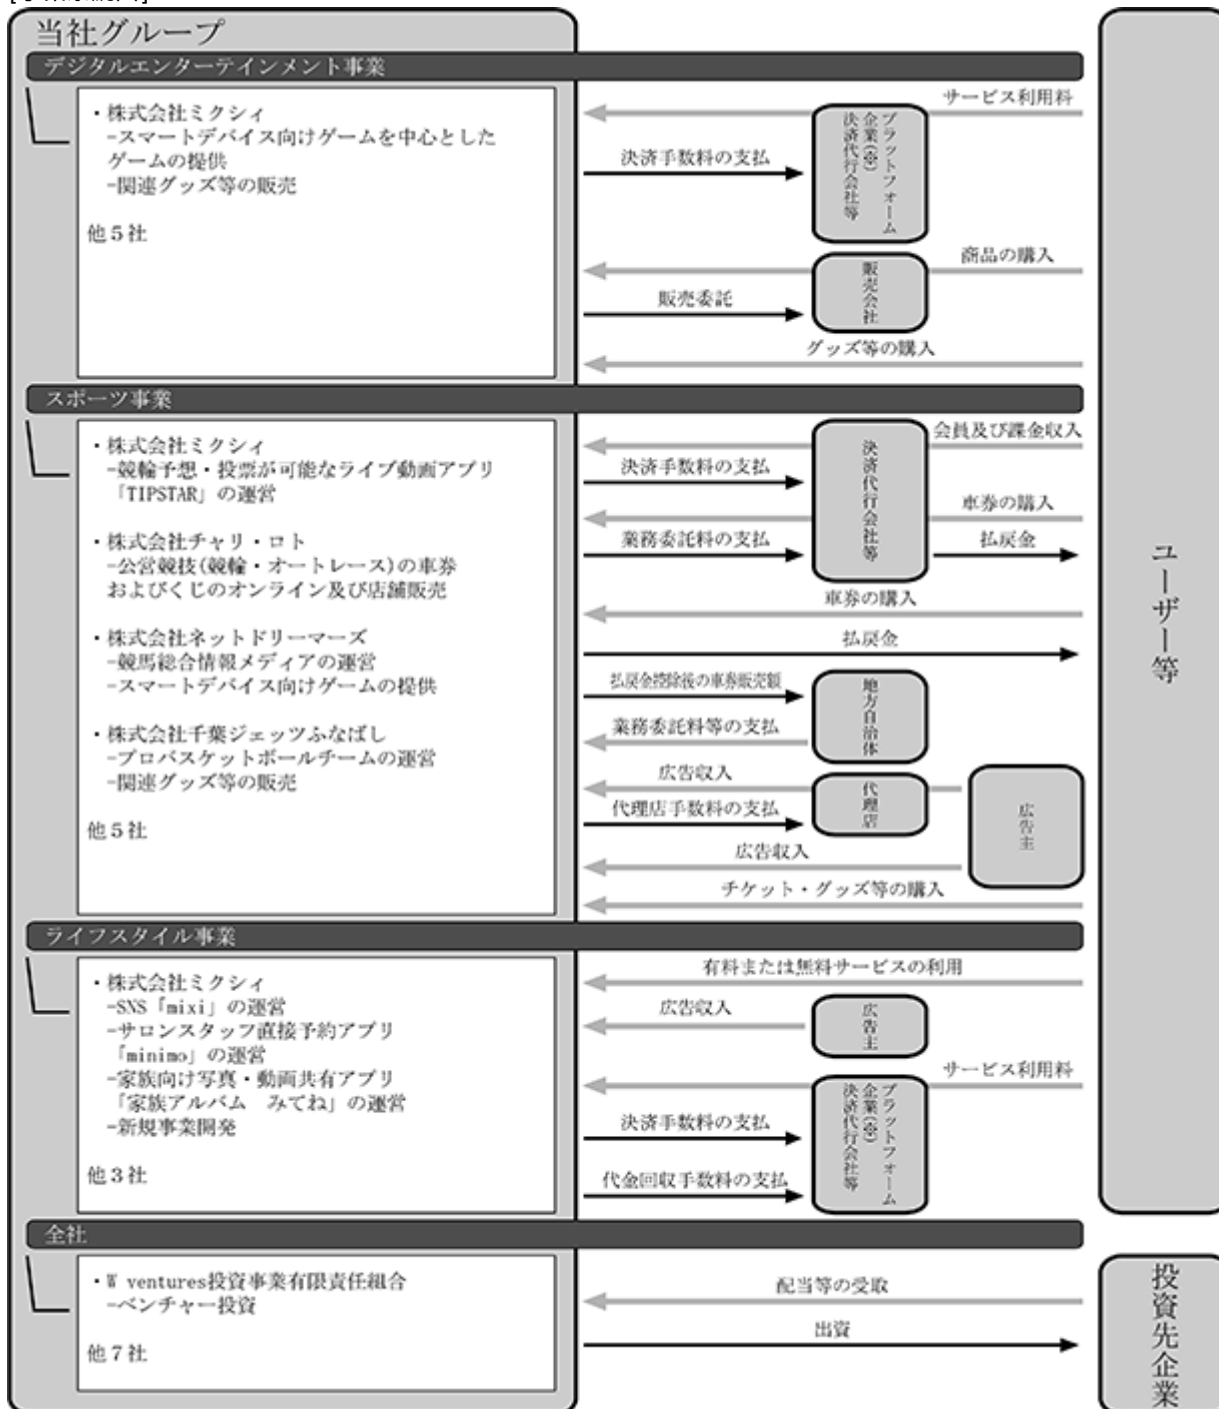 当社グループ
デジタルエンターテインメント事業
・株式会社ミクシィ
-スマートデバイス向けゲームを中心とした
ゲームの提供
-関連グッズ等の販売
他5社
サービス利用料
決済手数料の支払
プラットフォーム
企業(※)
決済代行会社等
商品の購入
販売委託
販売会社
グッズ等の購入
スポーツ事業
・株式会社ミクシィ
-競輪予想・投票が可能なライブ動画アプリ
「TIPSTAR」の運営
・株式会社チャリ・ロト
-公営競技(競輪・オートレース)の車券
およびくじのオンライン及び店舗販売
・株式会社ネットドリーマーズ
-競馬総合情報メディアの運営
-スマートデバイス向けゲームの提供
・株式会社千葉ジェッツふなばし
-プロバスケットボールチームの運営
-関連グッズ等の販売
他5社
会員及び課金収入
決済手数料の支払
決済代行会社等
車券の購入
業務委託料の支払
払戻金
車券の購入
払戻金
払戻金控除後の車券販売額
地方自治体
業務委託料等の支払
広告収入
代理店
代理店手数料の支払
広告主
広告収入
チケット・グッズ等の購入
ライフスタイル事業
・株式会社ミクシィ
-SNS「mixi」の運営
-サロンスタッフ直接予約アプリ
「minimo」の運営
-家族向け写真・動画共有アプリ
「家族アルバム　みてね」の運営
-新規事業開発
他3社
有料または無料サービスの利用
広告収入
広告主
サービス利用料
決済手数料の支払
プラットフォーム
企業(※)
決済代行会社等
代金回収手数料の支払
ユーザー等
全社
・W ventures投資事業有限責任組合
-ベンチャー投資
他7社
配当等の受取
出資
投資先企業